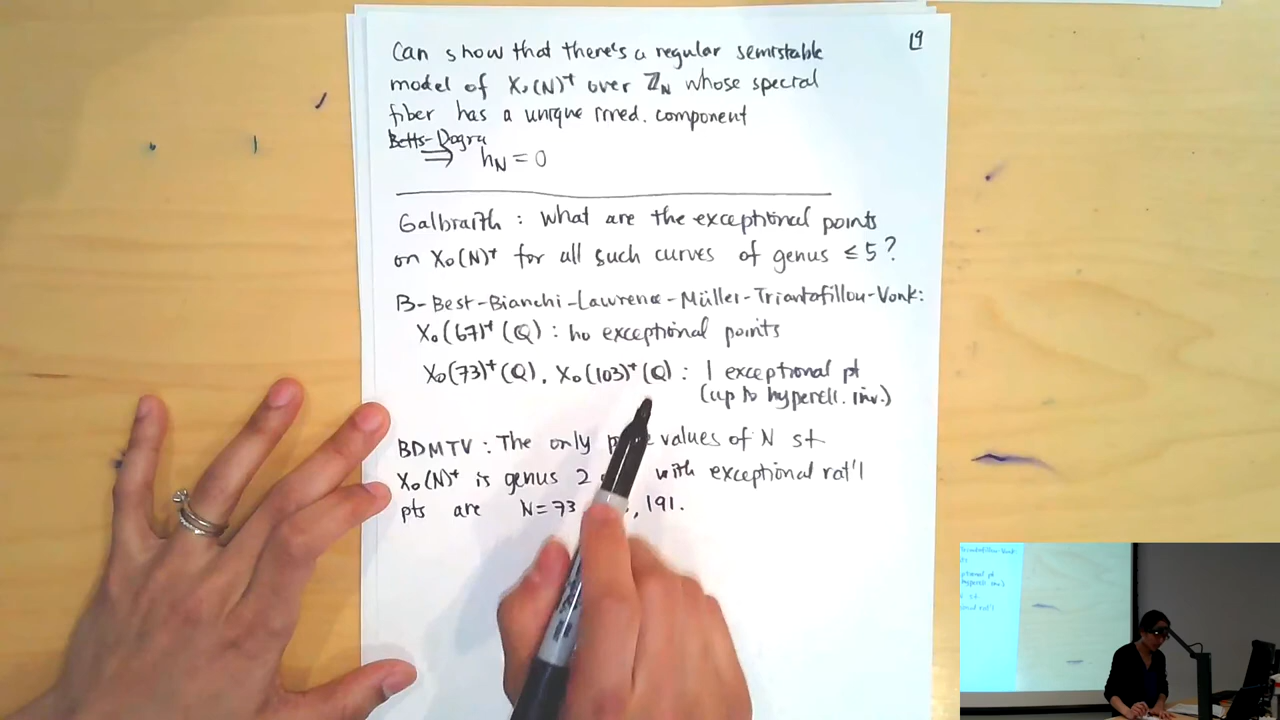 19
Can show that there's a regular semistable
model of X₀(N)⁺ over ℤ_N whose special
fiber has a unique irred. component
Betts-Dogra
⟹ h_N = 0
Galbraith : What are the exceptional points
on X₀(N)⁺ for all such curves of genus ≤ 5?
B-Best-Bianchi-Lawrence-Müller-Triantafillou-Vonk:
X₀(67)⁺(ℚ) : no exceptional points
X₀(73)⁺(ℚ), X₀(103)⁺(ℚ) : 1 exceptional pt
(up to hyperell. inv.)
BDMTV : The only values of N st
X₀(N)⁺ is genus 2 with exceptional rat'l
pts are N=73 , 191.